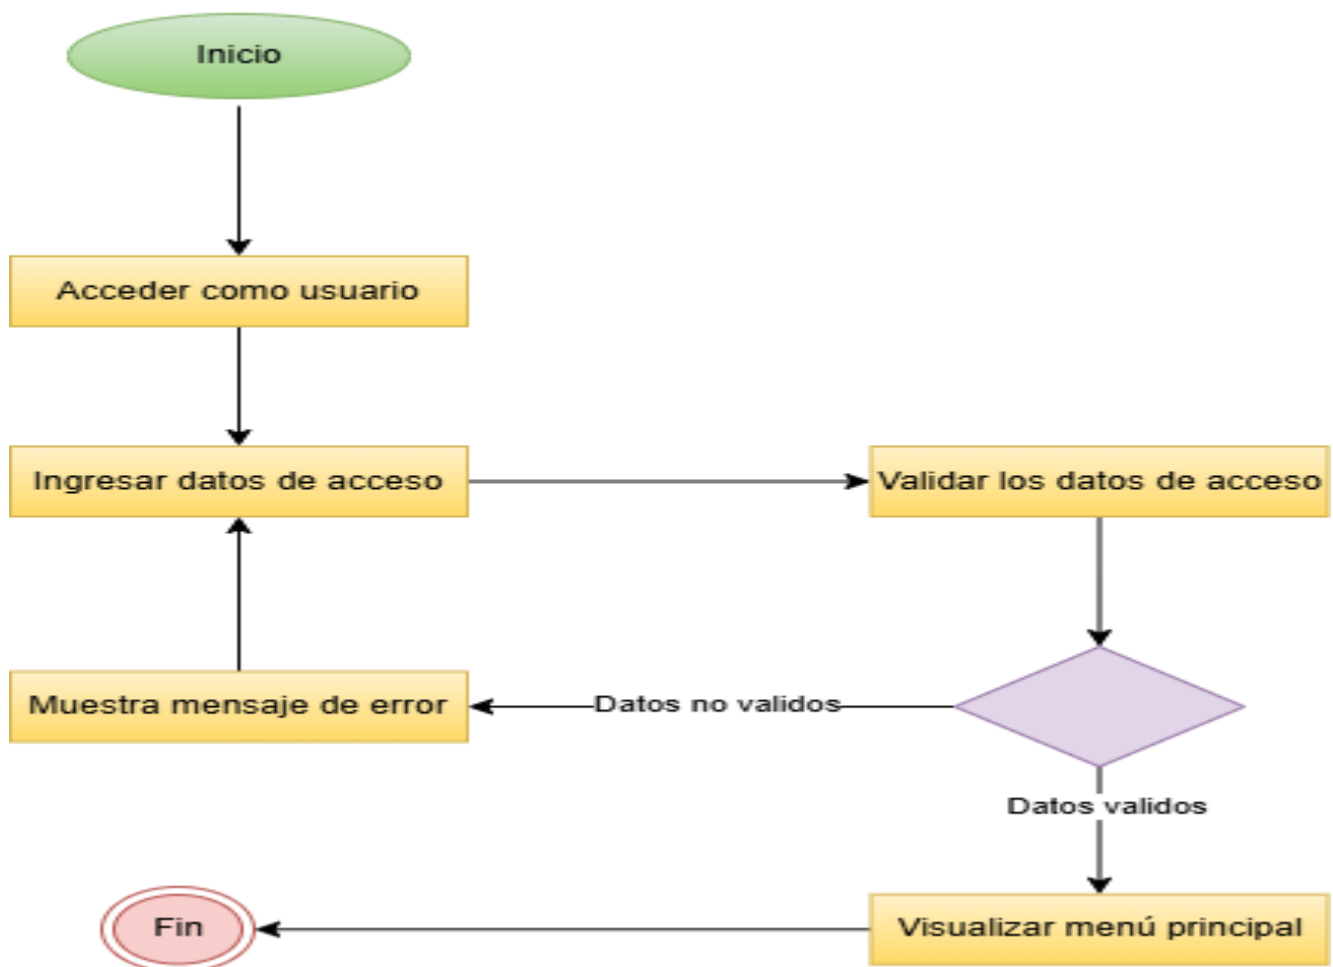 Inicio
Acceder como usuario
Ingresar datos de acceso
Validar los datos de acceso
Muestra mensaje de error
Datos no validos
Datos validos
Fin
Visualizar menú principal